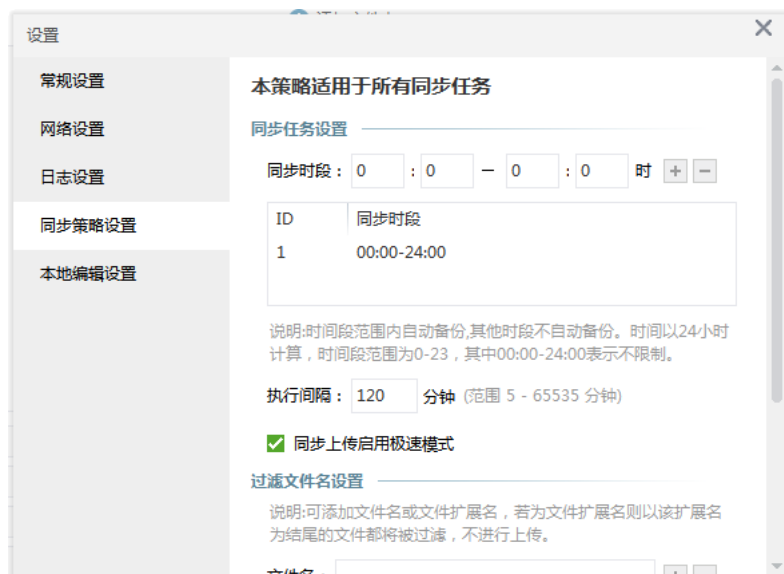 设置
常规设置
网络设置
日志设置
同步策略设置
本地编辑设置
本策略适用于所有同步任务
同步任务设置
同步时段： 0 : 0 — 0 : 0 时 + −
ID 同步时段
1 00:00-24:00
说明:时间段范围内自动备份,其他时段不自动备份。时间以24小时
计算，时间段范围为0-23，其中00:00-24:00表示不限制。
执行间隔： 120 分钟 (范围 5 - 65535 分钟)
同步上传启用极速模式
过滤文件名设置
说明:可添加文件名或文件扩展名，若为文件扩展名则以该扩展名
为结尾的文件都将被过滤，不进行上传。
文件名：